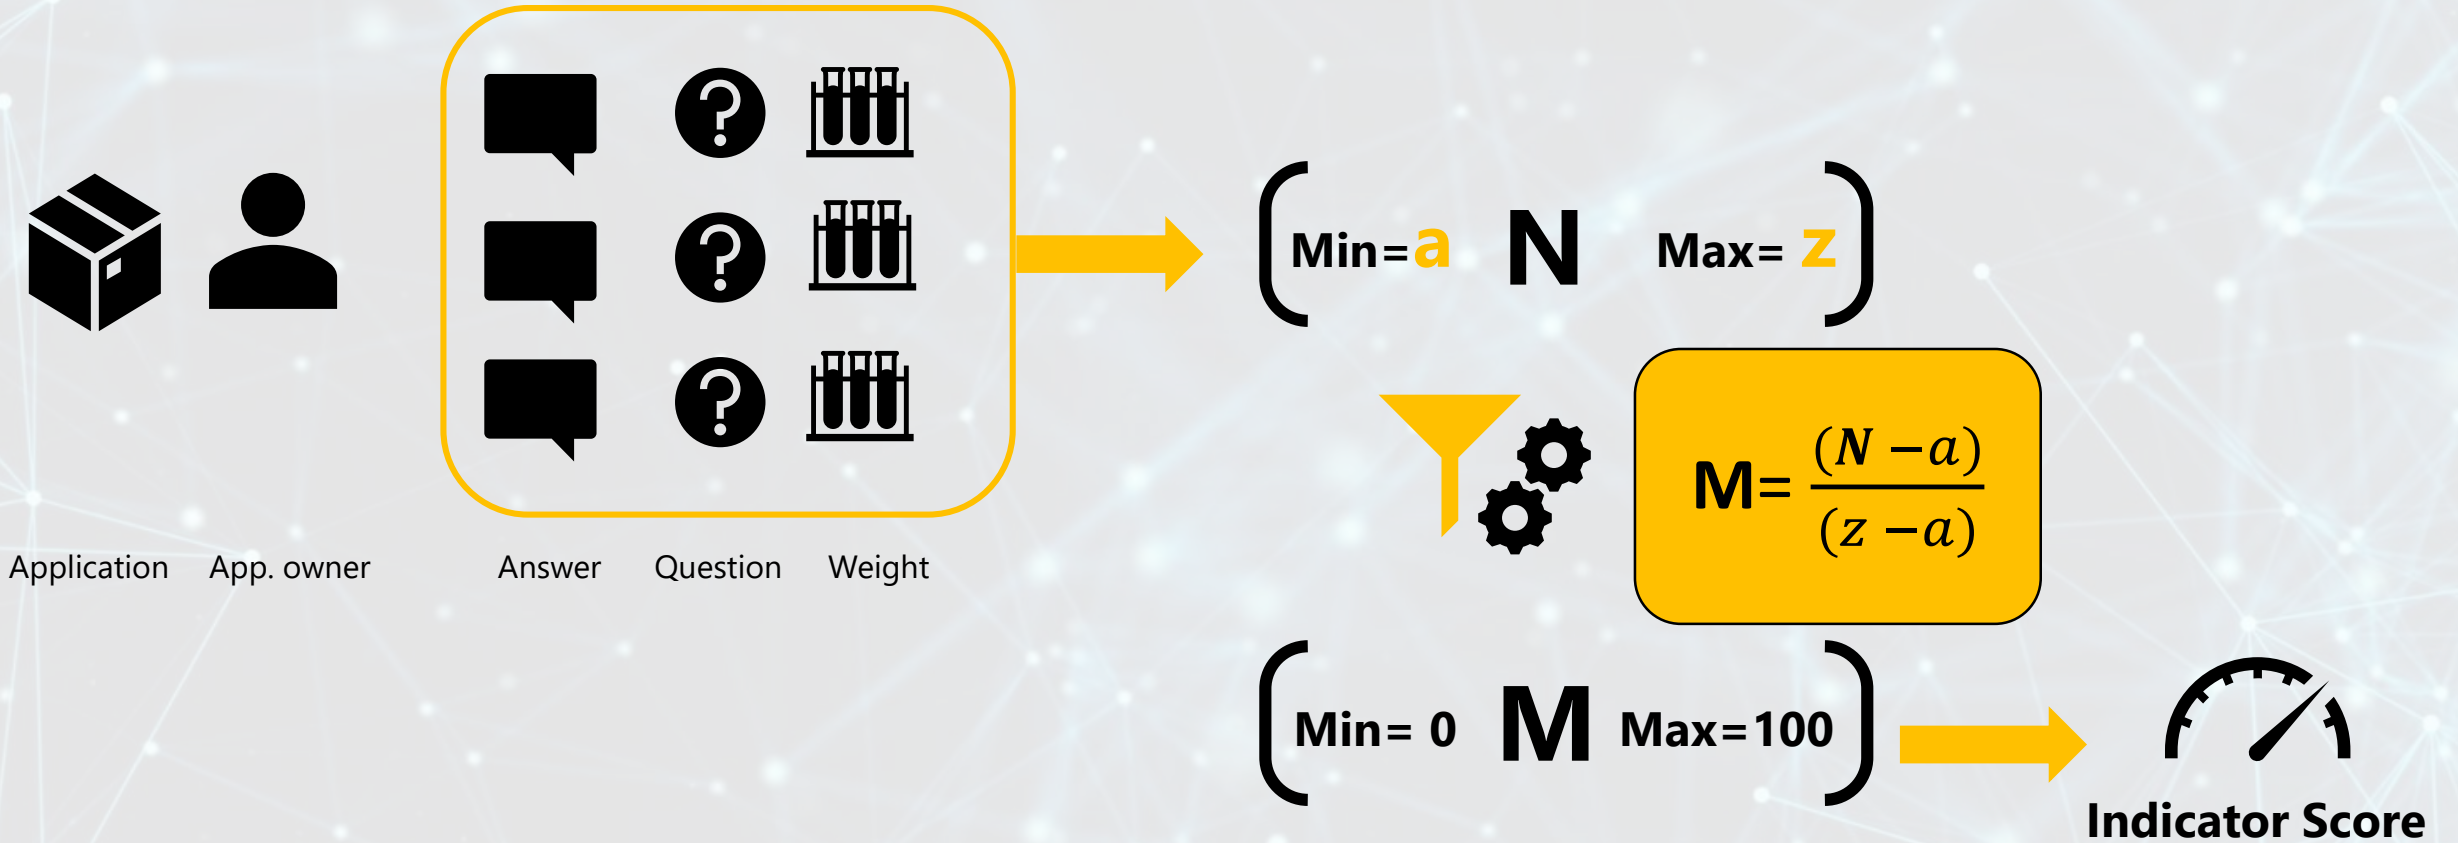 Application
App. owner
Answer
Question
Weight
?
?
?
Min=a N Max= z
M= (N −a)
(z −a)
Min= 0 M Max=100
Indicator Score